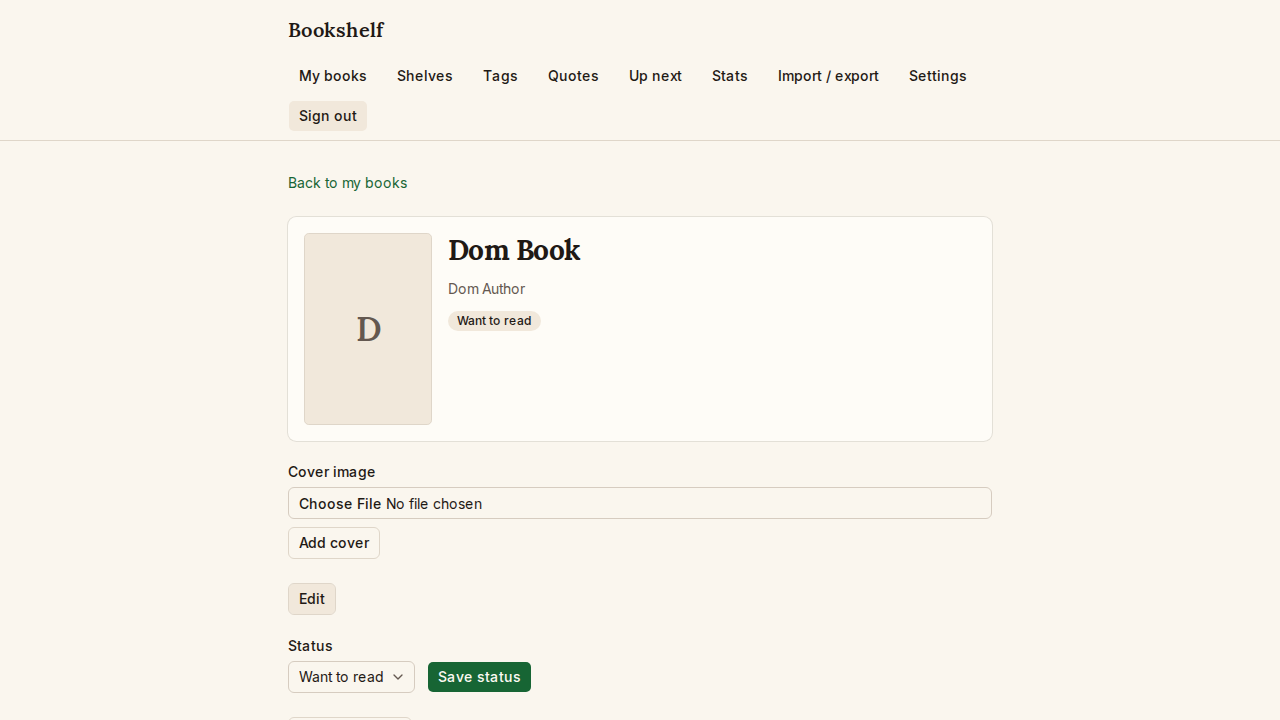 Bookshelf
My books Shelves Tags Quotes Up next Stats Import / export Settings
Sign out
Back to my books
D
Dom Book
Dom Author
Want to read
Cover image
Choose File No file chosen
Add cover
Edit
Status
Want to read Save status